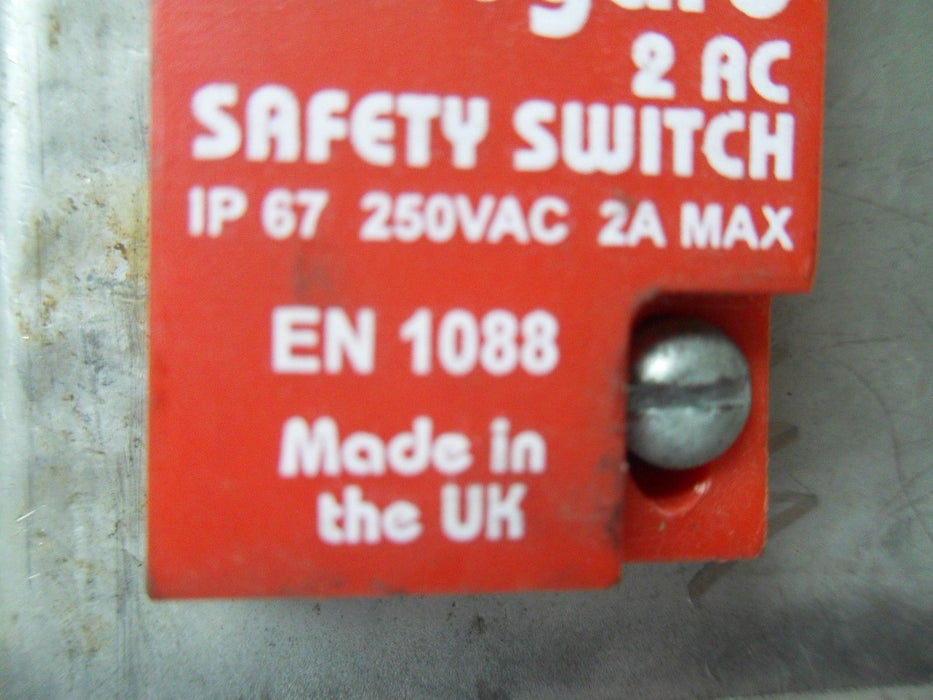 2 AC
SAFETY SWITCH
IP 67 250VAC 2A MAX
EN 1088
Made in
the UK